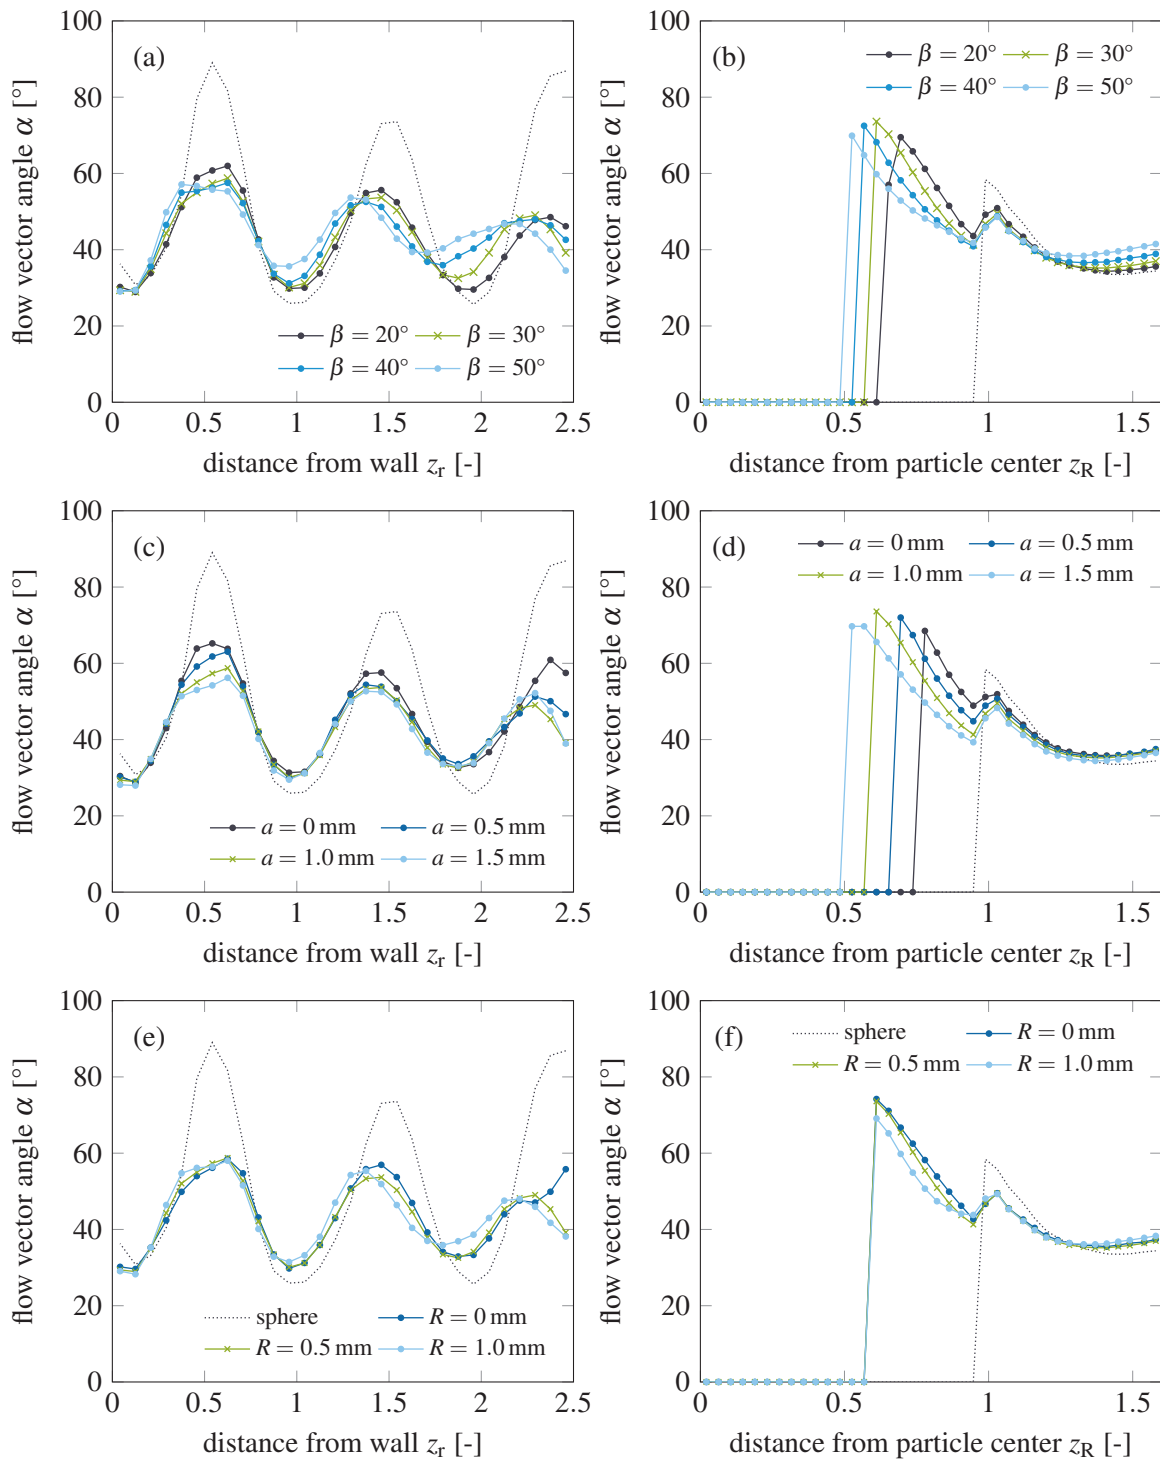 100
80
60
40
20
0
flow vector angle α [°]
(a)
β = 20° β = 30°
β = 40° β = 50°
0 0.5 1 1.5 2 2.5
distance from wall zr [-]
100
80
60
40
20
0
flow vector angle α [°]
(b)
β = 20° β = 30°
β = 40° β = 50°
0 0.5 1 1.5
distance from particle center zR [-]
100
80
60
40
20
0
flow vector angle α [°]
(c)
a = 0 mm a = 0.5 mm
a = 1.0 mm a = 1.5 mm
0 0.5 1 1.5 2 2.5
distance from wall zr [-]
100
80
60
40
20
0
flow vector angle α [°]
(d)
a = 0 mm a = 0.5 mm
a = 1.0 mm a = 1.5 mm
0 0.5 1 1.5
distance from particle center zR [-]
100
80
60
40
20
0
flow vector angle α [°]
(e)
sphere R = 0 mm
R = 0.5 mm R = 1.0 mm
0 0.5 1 1.5 2 2.5
distance from wall zr [-]
100
80
60
40
20
0
flow vector angle α [°]
(f)
sphere R = 0 mm
R = 0.5 mm R = 1.0 mm
0 0.5 1 1.5
distance from particle center zR [-]